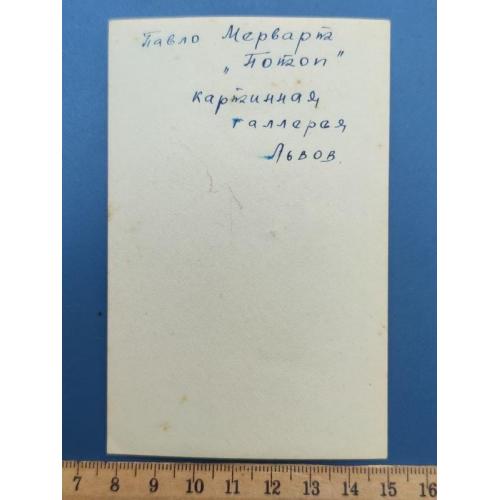 Павло Мерварт
„Потоп"
картинная
галлерея
Львов.
7 8 9 10 11 12 13 14 15 16